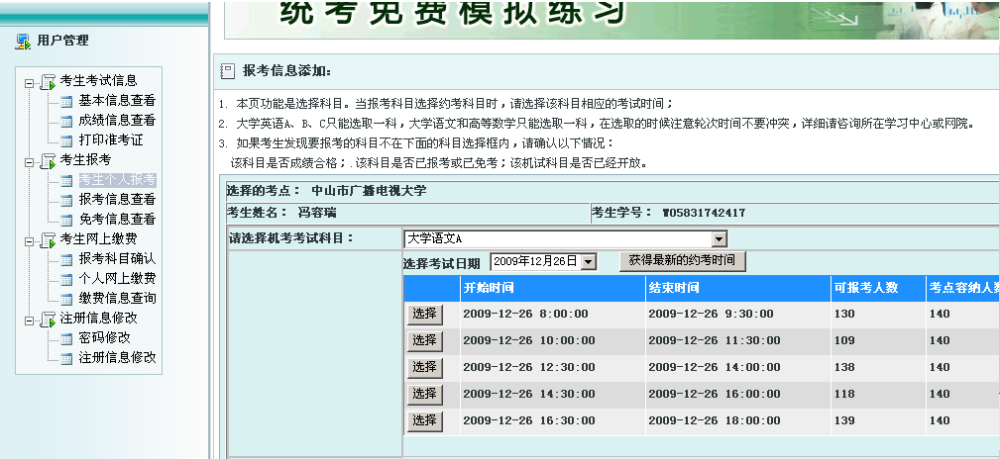 统考免费模拟练习
用户管理
考生考试信息
基本信息查看
成绩信息查看
打印准考证
考生报考
考生个人报考
报考信息查看
免考信息查看
考生网上缴费
报考科目确认
个人网上缴费
缴费信息查询
注册信息修改
密码修改
注册信息修改
报考信息添加：
1. 本页功能是选择科目。当报考科目选择约考科目时，请选择该科目相应的考试时间；
2. 大学英语A、B、C只能选取一科，大学语文和高等数学只能选取一科，在选取的时候注意轮次时间不要冲突，详细请咨询所在学习中心或网院。
3. 如果考生发现要报考的科目不在下面的科目选择框内，请确认以下情况：
该科目是否成绩合格；.该科目是否已报考或已免考；该机试科目是否已经开放。
选择的考点： 中山市广播电视大学
考生姓名： 冯容瑞 考生学号： W05831742417
请选择机考考试科目： 大学语文A
选择考试日期 2009年12月26日 获得最新的约考时间
开始时间 结束时间 可报考人数 考点容纳人数
选择 2009-12-26 8:00:00 2009-12-26 9:30:00 130 140
选择 2009-12-26 10:00:00 2009-12-26 11:30:00 109 140
选择 2009-12-26 12:30:00 2009-12-26 14:00:00 138 140
选择 2009-12-26 14:30:00 2009-12-26 16:00:00 118 140
选择 2009-12-26 16:30:00 2009-12-26 18:00:00 139 140